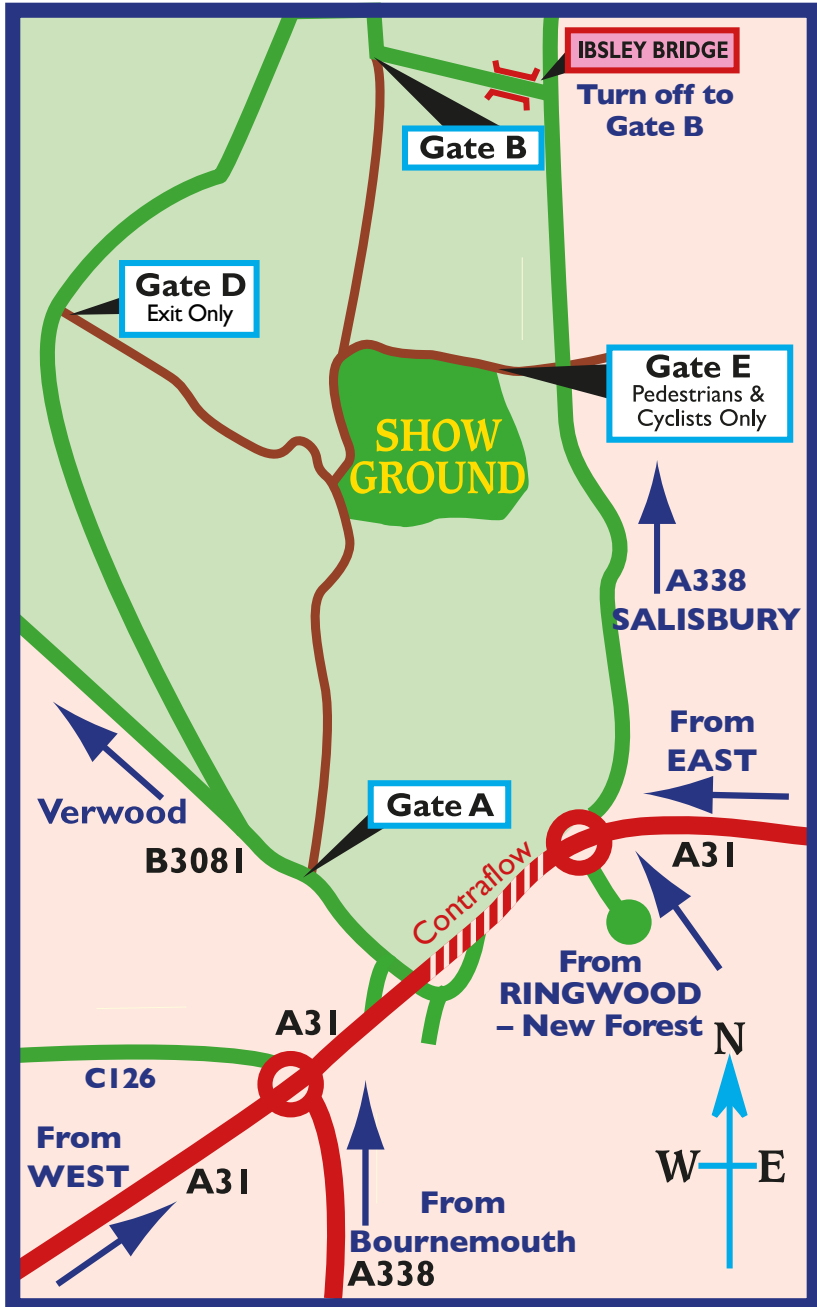 IBSLEY BRIDGE
Turn off to
Gate B
Gate B
Gate D
Exit Only
Gate E
Pedestrians &
Cyclists Only
SHOW
GROUND
A338
SALISBURY
From
EAST
Verwood
Gate A
B3081
A31
Contraflow
From
RINGWOOD
– New Forest
A31
N
W
E
C126
From
WEST
A31
From
Bournemouth
A338